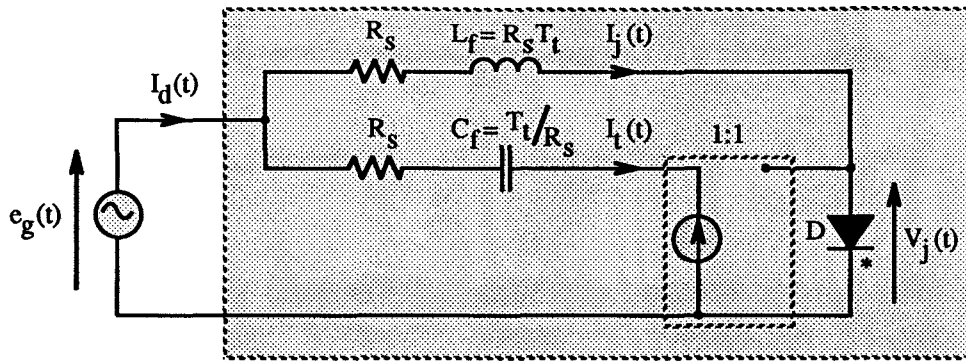 R_s
L_f = R_s T_t
I_j(t)
I_d(t)
R_s
C_f = T_t/R_s
I_t(t)
1:1
e_g(t)
D
*
V_j(t)